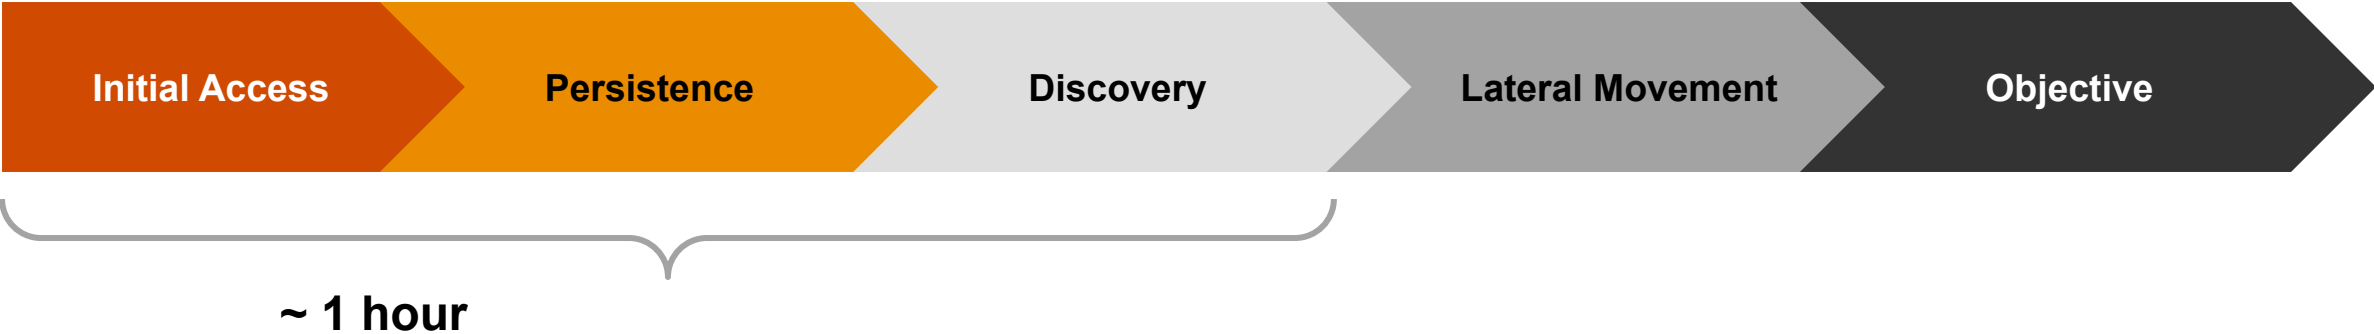 Initial Access
Persistence
Discovery
Lateral Movement
Objective
~ 1 hour